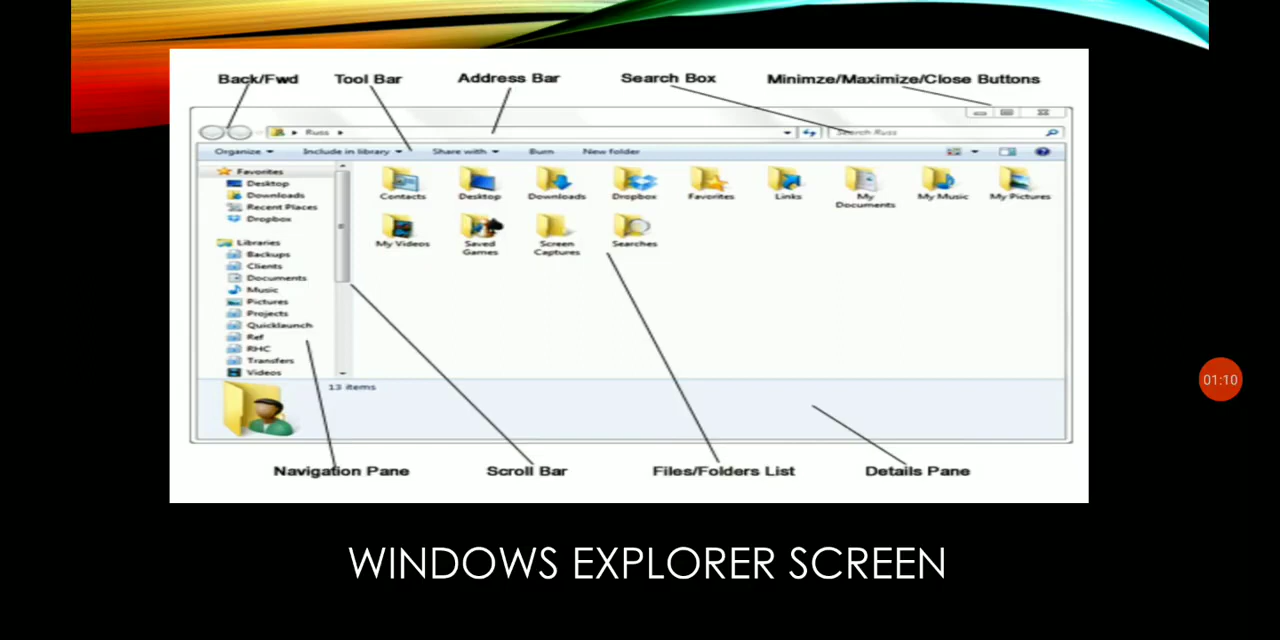 Back/Fwd Tool Bar Address Bar Search Box Minimze/Maximize/Close Buttons
Russ Search Russ
Organize Include in library Share with Burn New folder
Favorites
Desktop
Downloads
Recent Places
Dropbox
Libraries
Backups
Clients
Documents
Music
Pictures
Projects
Quicklaunch
Ref
RHC
Transfers
Videos
Contacts Desktop Downloads Dropbox Favorites Links My Documents My Music My Pictures
My Videos Saved Games Screen Captures Searches
13 items
Navigation Pane Scroll Bar Files/Folders List Details Pane
01:10
WINDOWS EXPLORER SCREEN